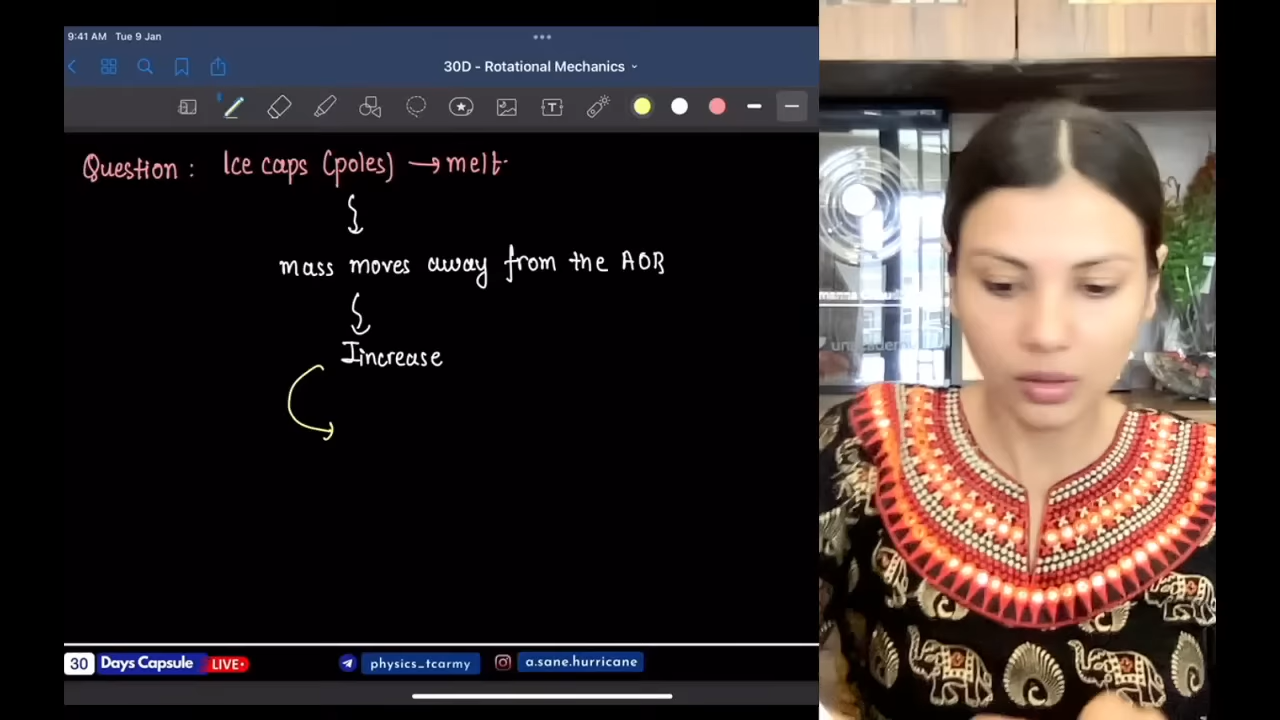 9:41 AM Tue 9 Jan
30D - Rotational Mechanics
Question : Ice caps (poles) → melt
mass moves away from the AOR
Increase
30 Days Capsule LIVE
physics_tcarmy
a.sane.hurricane